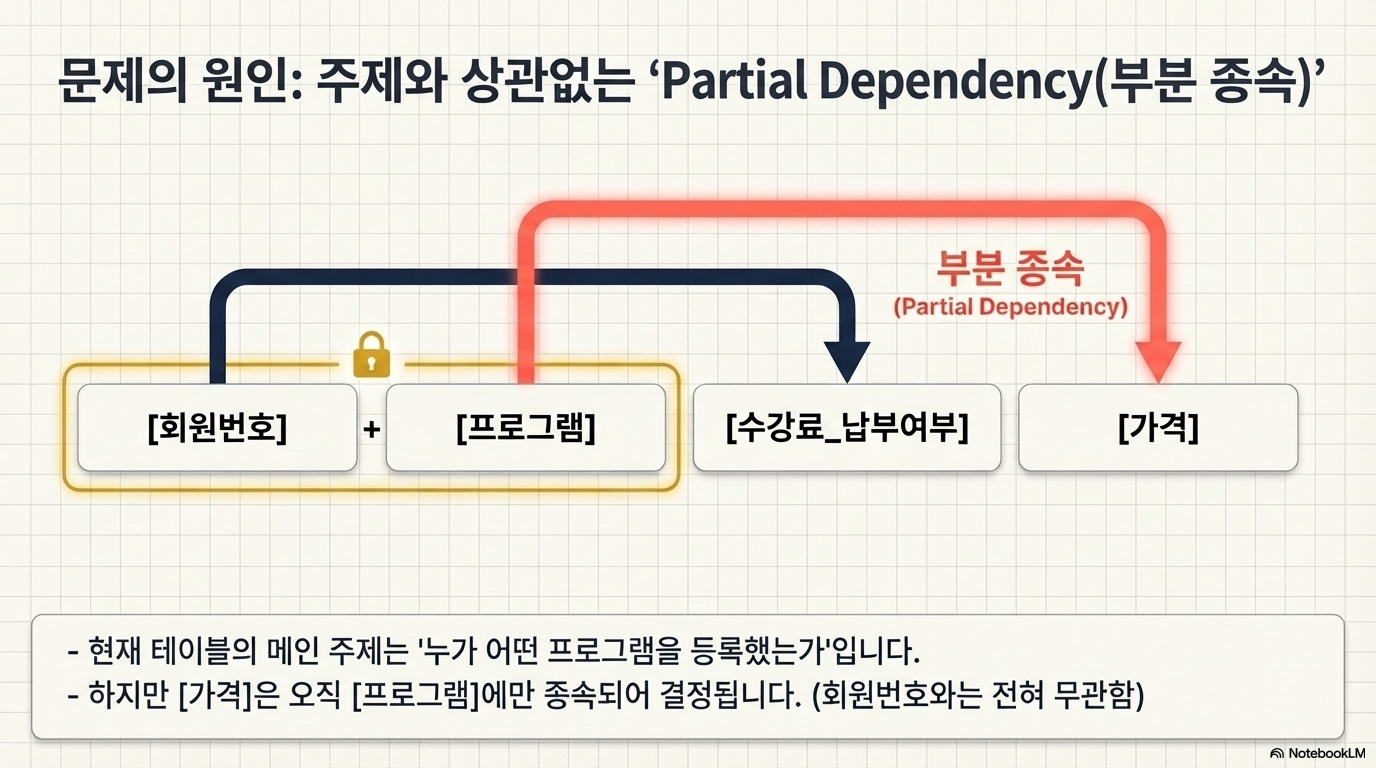 문제의 원인: 주제와 상관없는 ‘Partial Dependency(부분 종속)’
부분 종속
(Partial Dependency)
[회원번호] + [프로그램] [수강료_납부여부] [가격]
- 현재 테이블의 메인 주제는 '누가 어떤 프로그램을 등록했는가'입니다.
- 하지만 [가격]은 오직 [프로그램]에만 종속되어 결정됩니다. (회원번호와는 전혀 무관함)
NotebookLM